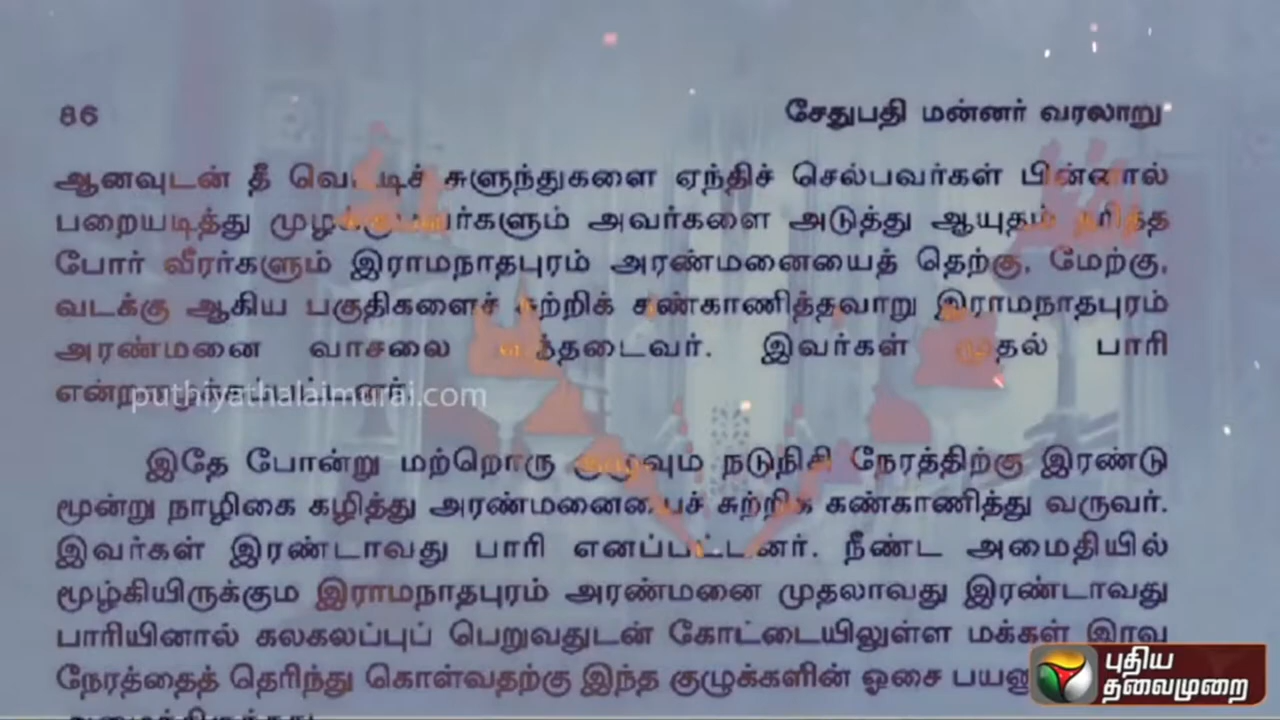 86 சேதுபதி மன்னர் வரலாறு
ஆனவுடன் தீ சுளுந்துகளை ஏந்திச் செல்பவர்கள் பின்னால்
பறையடித்து முழக்குபவர்களும் அவர்களை அடுத்து ஆயுதம் தரித்த
போர் வீரர்களும் இராமநாதபுரம் அரண்மனையைத் தெற்கு, மேற்கு,
வடக்கு ஆகிய பகுதிகளைச் சுற்றிக் கண்காணித்தவாறு இராமநாதபுரம்
அரண்மனை வாசலை வந்தடைவர். இவர்கள் முதல் பாரி
puthiyathalaimurai.com
இதே போன்று மற்றொரு குழுவும் நடுநிசி நேரத்திற்கு இரண்டு
மூன்று நாழிகை கழித்து அரண்மனையைச் சுற்றிக் கண்காணித்து வருவர்.
இவர்கள் இரண்டாவது பாரி எனப்பட்டனர். நீண்ட அமைதியில்
மூழ்கியிருக்கும இராமநாதபுரம் அரண்மனை முதலாவது இரண்டாவது
பாரியினால் கலகலப்புப் பெறுவதுடன் கோட்டையிலுள்ள மக்கள் இரவு
நேரத்தைத் தெரிந்து கொள்வதற்கு இந்த குழுக்களின் ஓசை
புதிய
தலைமுறை